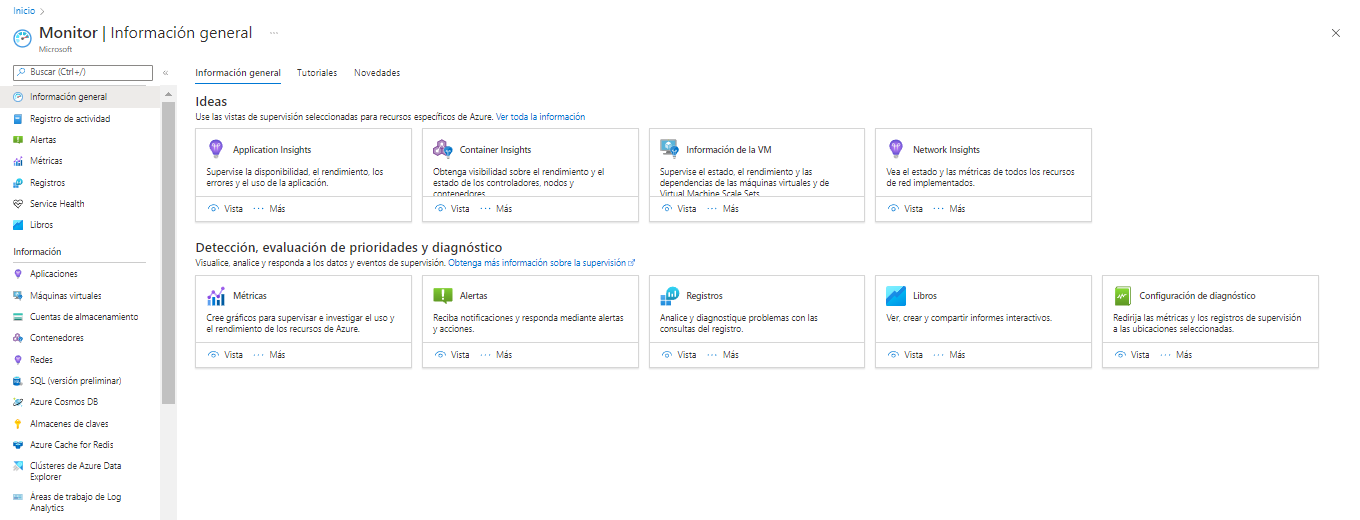 Inicio
Monitor | Información general
Microsoft
Buscar (Ctrl+/)
Información general
Registro de actividad
Alertas
Métricas
Registros
Service Health
Libros
Información
Aplicaciones
Máquinas virtuales
Cuentas de almacenamiento
Contenedores
Redes
SQL (versión preliminar)
Azure Cosmos DB
Almacenes de claves
Azure Cache for Redis
Clústeres de Azure Data
Explorer
Áreas de trabajo de Log
Analytics
Información general Tutoriales Novedades
Ideas
Use las vistas de supervisión seleccionadas para recursos específicos de Azure. Ver toda la información
Application Insights
Supervise la disponibilidad, el rendimiento, los
errores y el uso de la aplicación.
Vista ··· Más
Container Insights
Obtenga visibilidad sobre el rendimiento y el
estado de los controladores, nodos y
contenedores.
Vista ··· Más
Información de la VM
Supervise el estado, el rendimiento y las
dependencias de las máquinas virtuales y de
Virtual Machine Scale Sets.
Vista ··· Más
Network Insights
Vea el estado y las métricas de todos los recursos
de red implementados.
Vista ··· Más
Detección, evaluación de prioridades y diagnóstico
Visualice, analice y responda a los datos y eventos de supervisión. Obtenga más información sobre la supervisión
Métricas
Cree gráficos para supervisar e investigar el uso y
el rendimiento de los recursos de Azure.
Vista ··· Más
Alertas
Reciba notificaciones y responda mediante alertas
y acciones.
Vista ··· Más
Registros
Analice y diagnostique problemas con las
consultas del registro.
Vista ··· Más
Libros
Ver, crear y compartir informes interactivos.
Vista ··· Más
Configuración de diagnóstico
Redirija las métricas y los registros de supervisión
a las ubicaciones seleccionadas.
Vista ··· Más